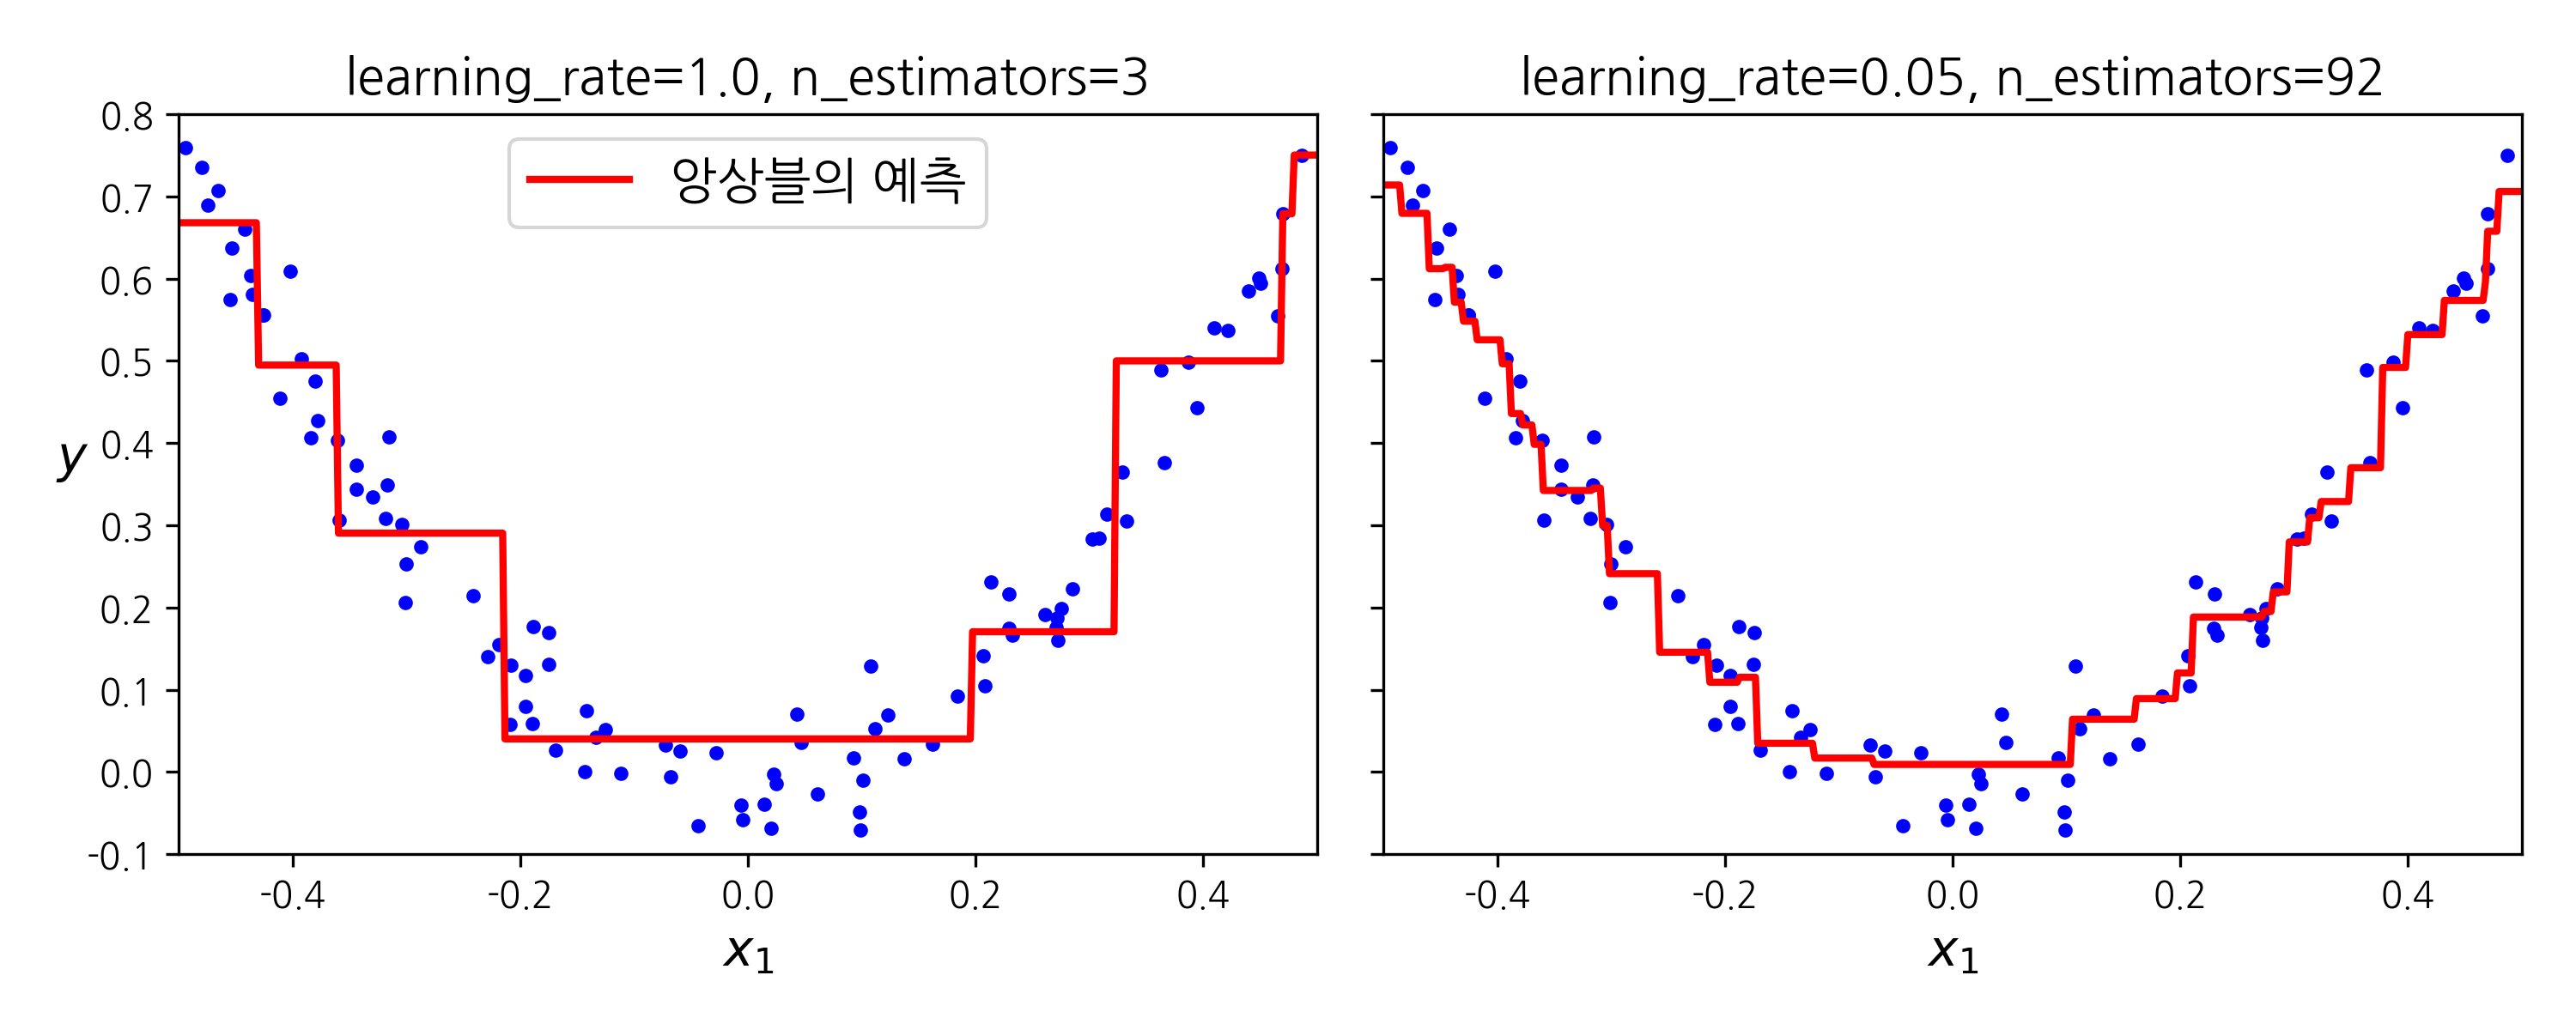 learning_rate=1.0, n_estimators=3
learning_rate=0.05, n_estimators=92
앙상블의 예측
0.8
0.7
0.6
0.5
0.4
0.3
0.2
0.1
0.0
-0.1
y
-0.4 -0.2 0.0 0.2 0.4
-0.4 -0.2 0.0 0.2 0.4
x₁
x₁